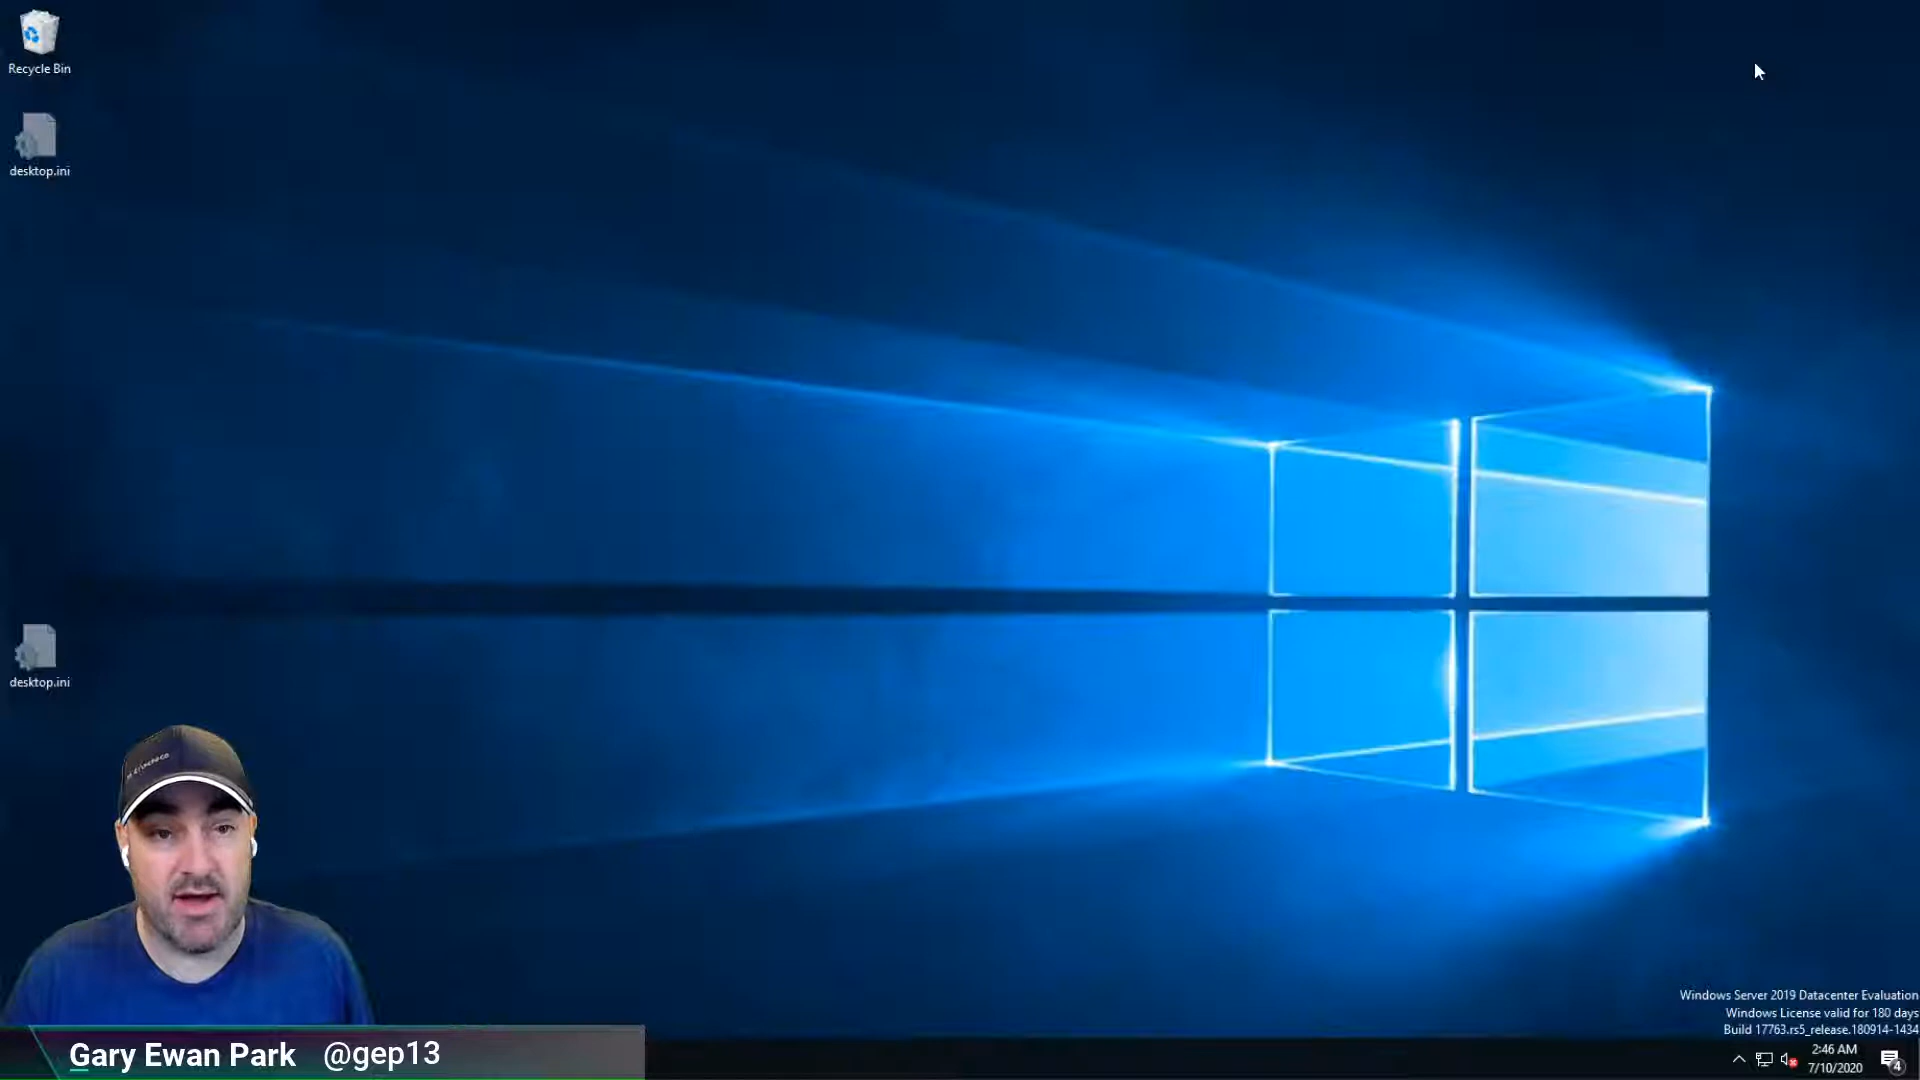 Recycle Bin
desktop.ini
desktop.ini
Gary Ewan Park @gep13
Windows Server 2019 Datacenter Evaluation
Windows License valid for 180 days
Build 17763.rs5_release.180914-1434
2:46 AM
7/10/2020
4